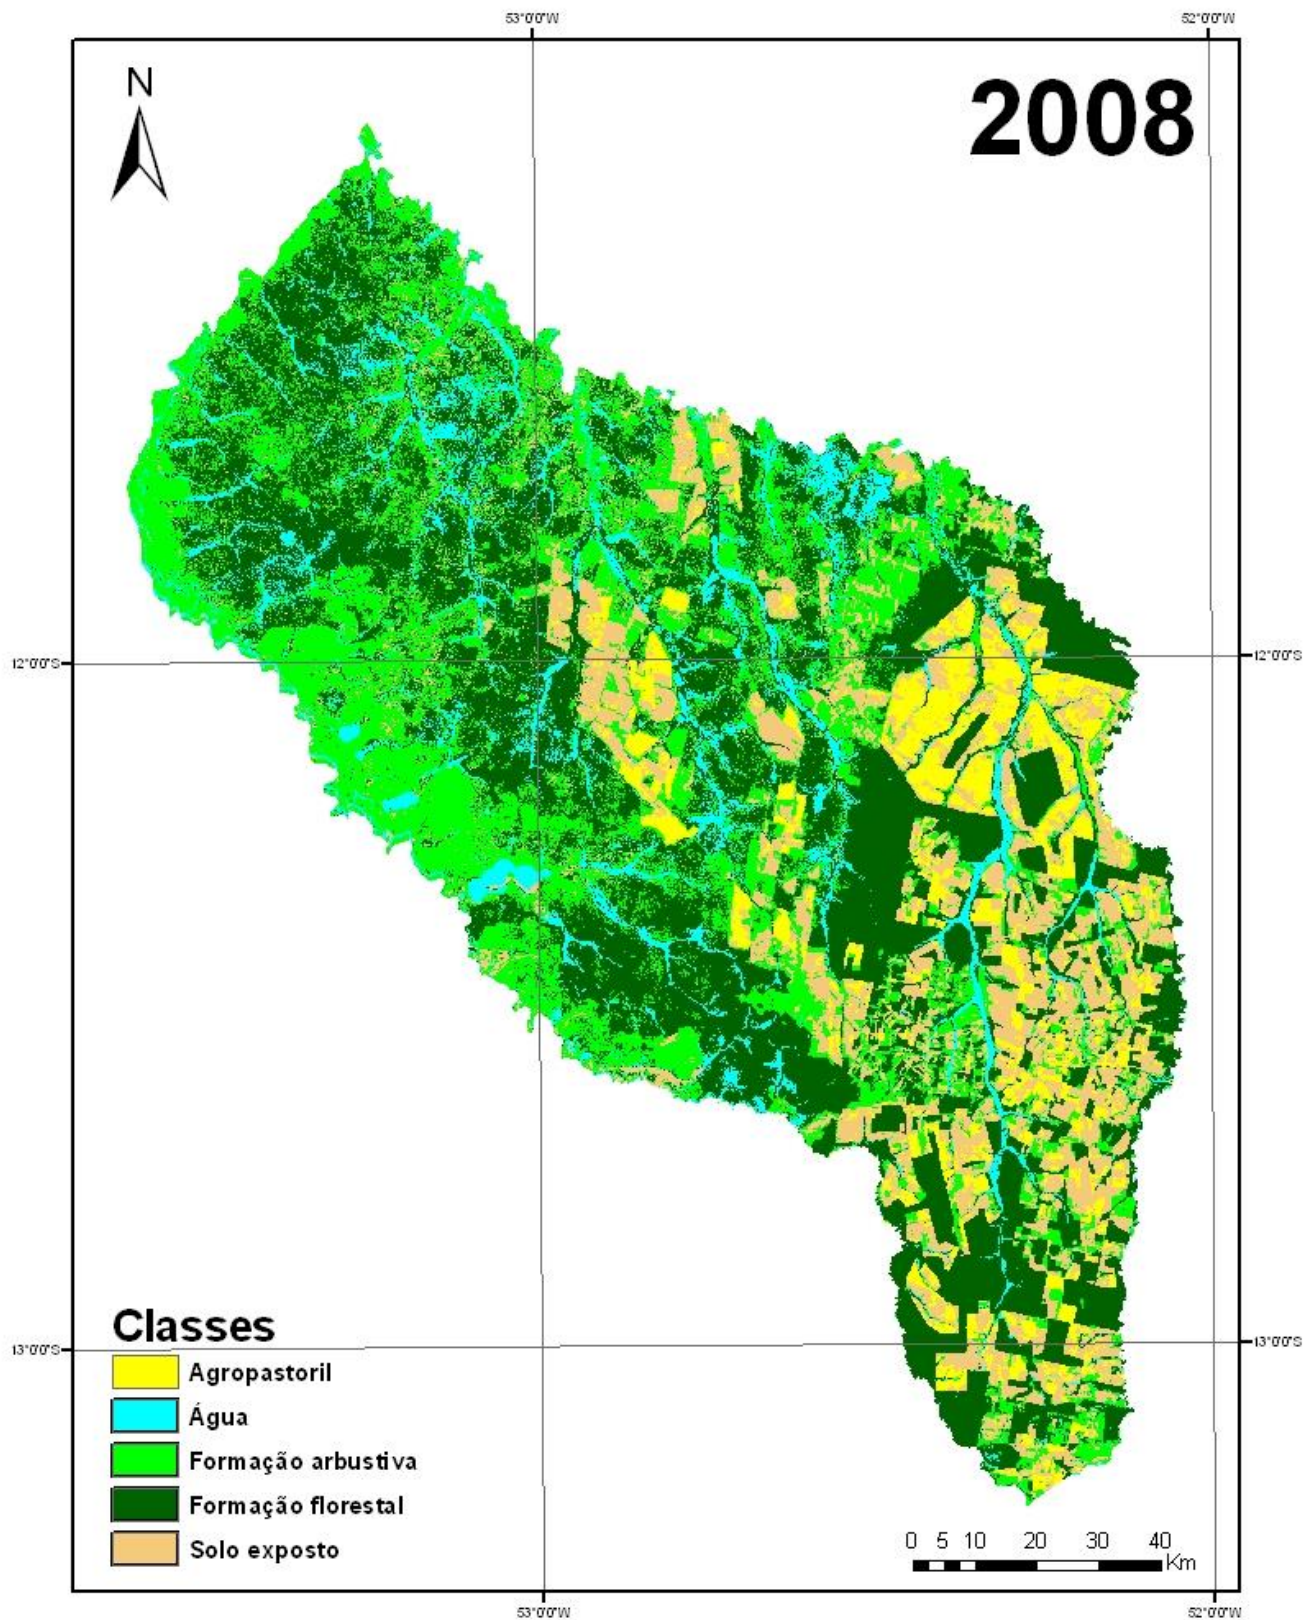 53°0'0"W
52°0'0"W
N
2008
12°0'0"S
12°0'0"S
Classes
13°0'0"S
13°0'0"S
Agropastoril
Água
Formação arbustiva
Formação florestal
Solo exposto
0 5 10 20 30 40
Km
53°0'0"W
52°0'0"W